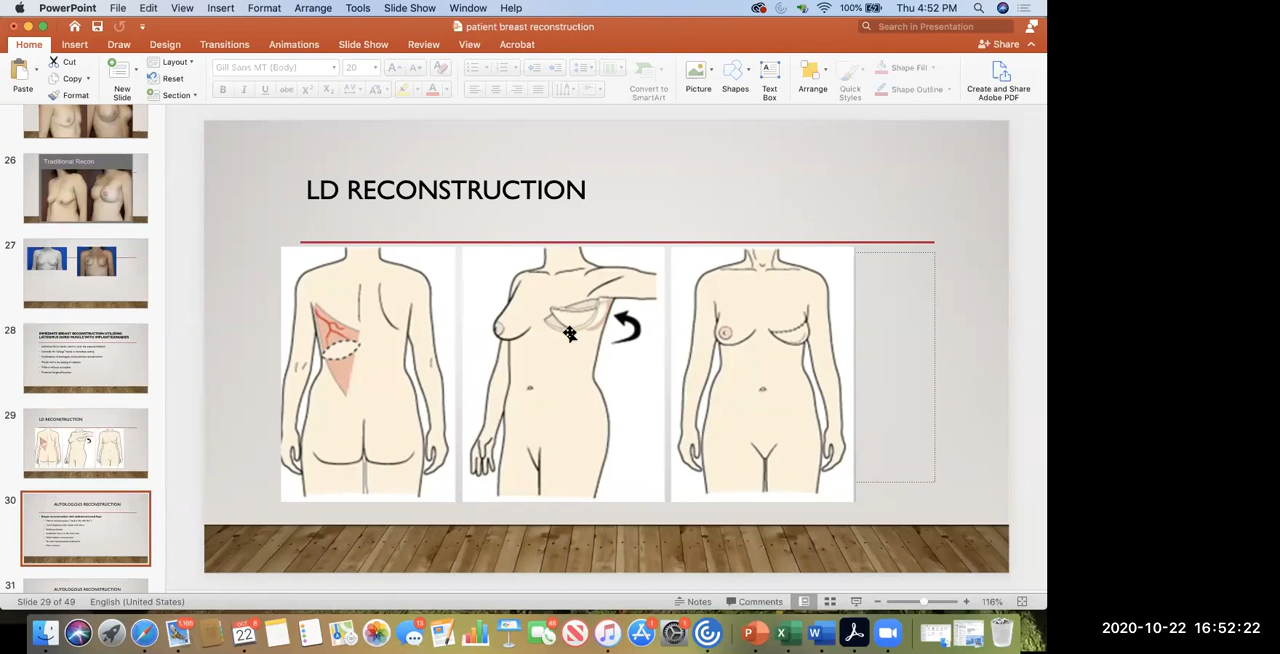 PowerPoint File Edit View Insert Format Arrange Tools Slide Show Window Help 100% Thu 4:52 PM
patient breast reconstruction
Search in Presentation
Home Insert Draw Design Transitions Animations Slide Show Review View Acrobat
Share
Paste
Cut
Copy
Format
New Slide
Layout
Reset
Section
Gill Sans MT (Body) 20
Convert to SmartArt
Picture
Shapes
Text Box
Arrange
Quick Styles
Shape Fill
Shape Outline
Create and Share Adobe PDF
26
Traditional Recon
27
28
29
LD RECONSTRUCTION
30
AUTOLOGOUS RECONSTRUCTION
31
AUTOLOGOUS RECONSTRUCTION
LD RECONSTRUCTION
Slide 29 of 49 English (United States)
Notes Comments 116%
2020-10-22 16:52:22